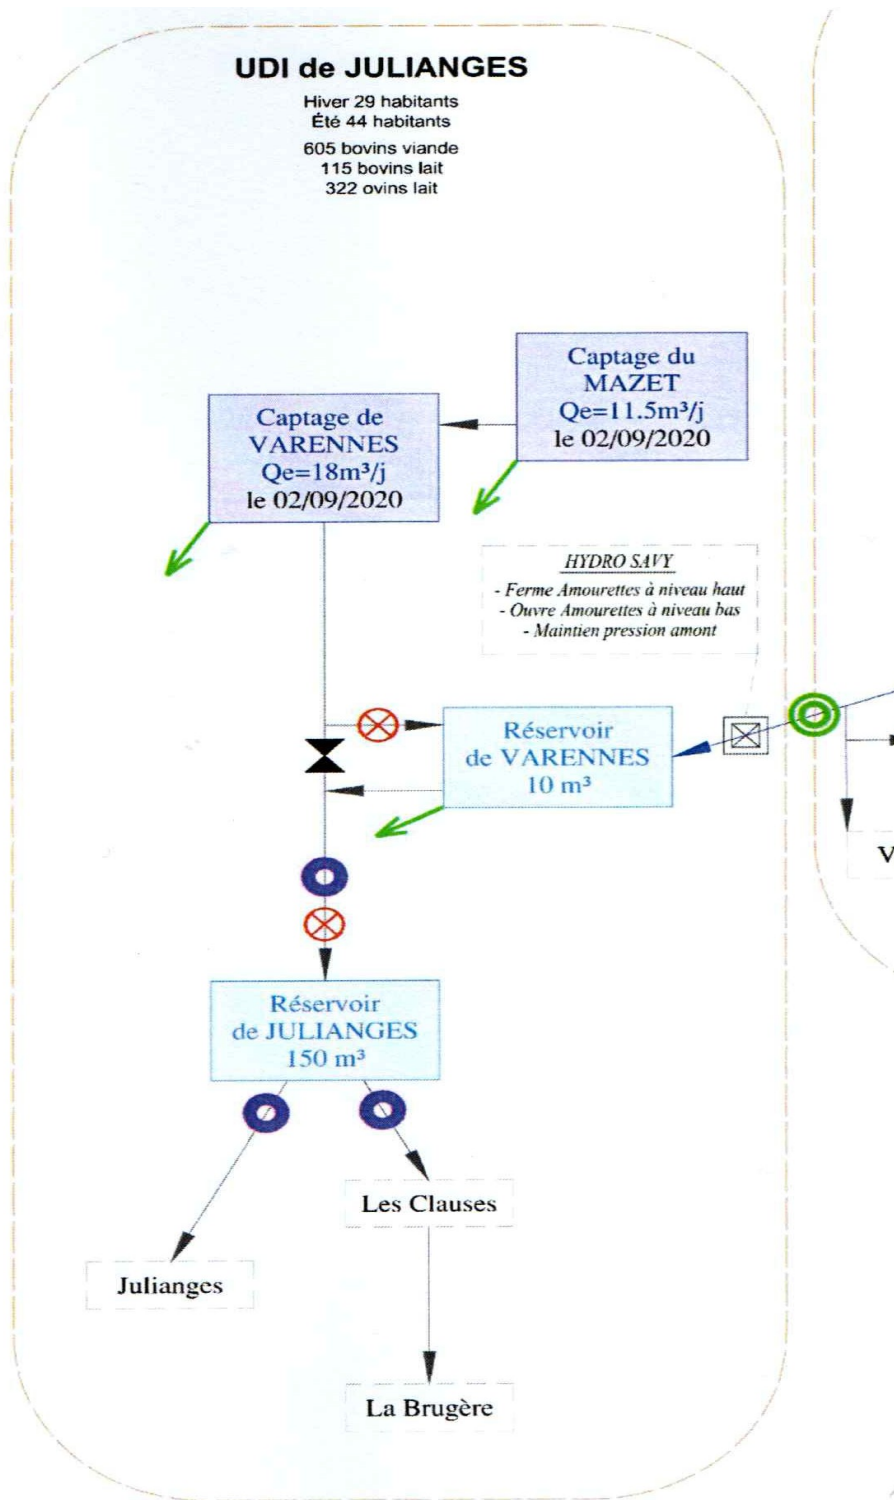 UDI de JULIANGES
Hiver 29 habitants
Été 44 habitants
605 bovins viande
115 bovins lait
322 ovins lait
Captage du
MAZET
Qe=11.5m³/j
le 02/09/2020
Captage de
VARENNES
Qe=18m³/j
le 02/09/2020
HYDRO SAVY
- Ferme Amourettes à niveau haut
- Ouvre Amourettes à niveau bas
- Maintien pression amont
Réservoir
de VARENNES
10 m³
V
Réservoir
de JULIANGES
150 m³
Les Clauses
Julianges
La Brugère